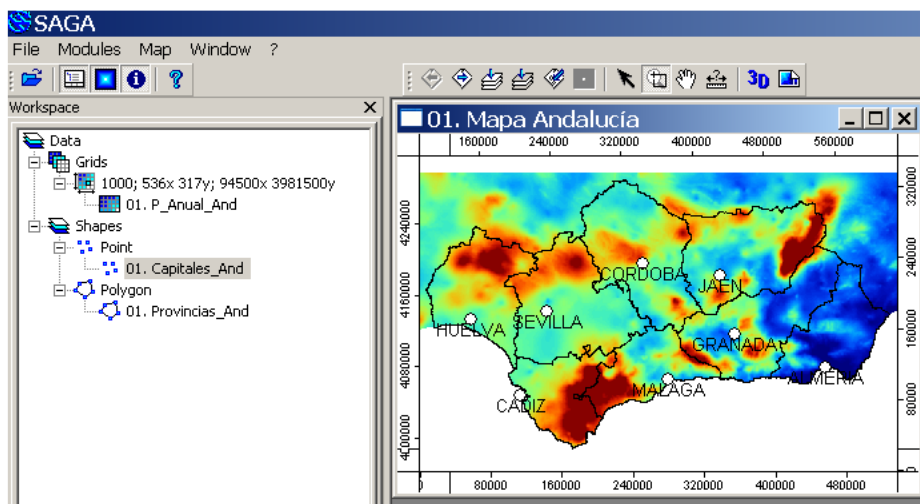 SAGA
File Modules Map Window ?
3D
Workspace X
Data
Grids
1000; 536x 317y; 94500x 3981500y
01. P_Anual_And
Shapes
Point
01. Capitales_And
Polygon
01. Provincias_And
01. Mapa Andalucía
160000 240000 320000 400000 480000 560000
4240000
4160000
4080000
4000000
320000
240000
160000
80000
0
CORDOBA
JAEN
HUELVA
SEVILLA
GRANADA
ALMERIA
MALAGA
CADIZ
0 80000 160000 240000 320000 400000 480000